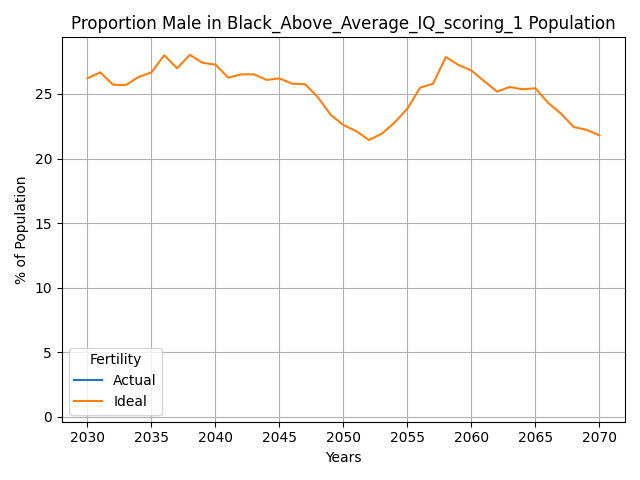 Proportion Male in Black_Above_Average_IQ_scoring_1 Population
% of Population
25
20
15
10
5
0
Fertility
Actual
Ideal
2030 2035 2040 2045 2050 2055 2060 2065 2070
Years